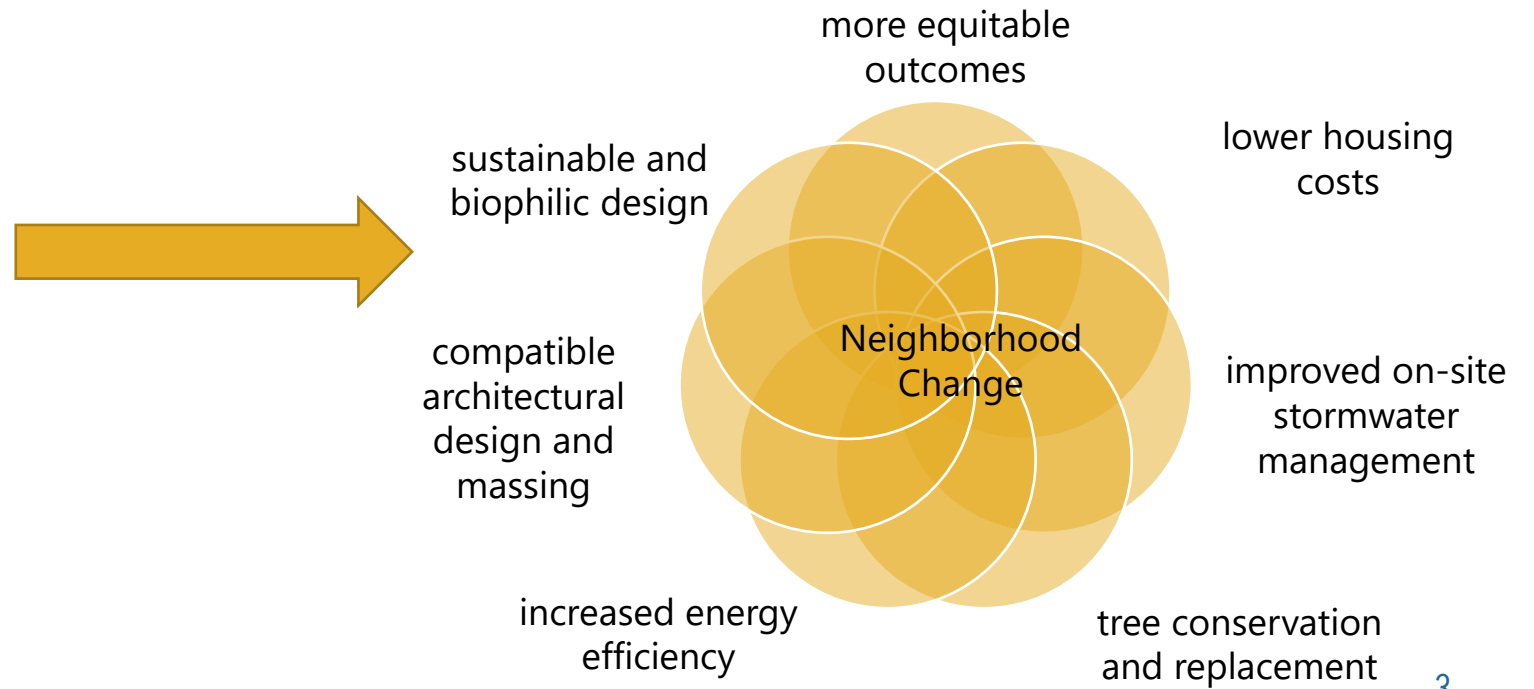 more equitable
outcomes
lower housing
costs
sustainable and
biophilic design
Neighborhood
Change
compatible
architectural
design and
massing
improved on-site
stormwater
management
increased energy
efficiency
tree conservation
and replacement
3